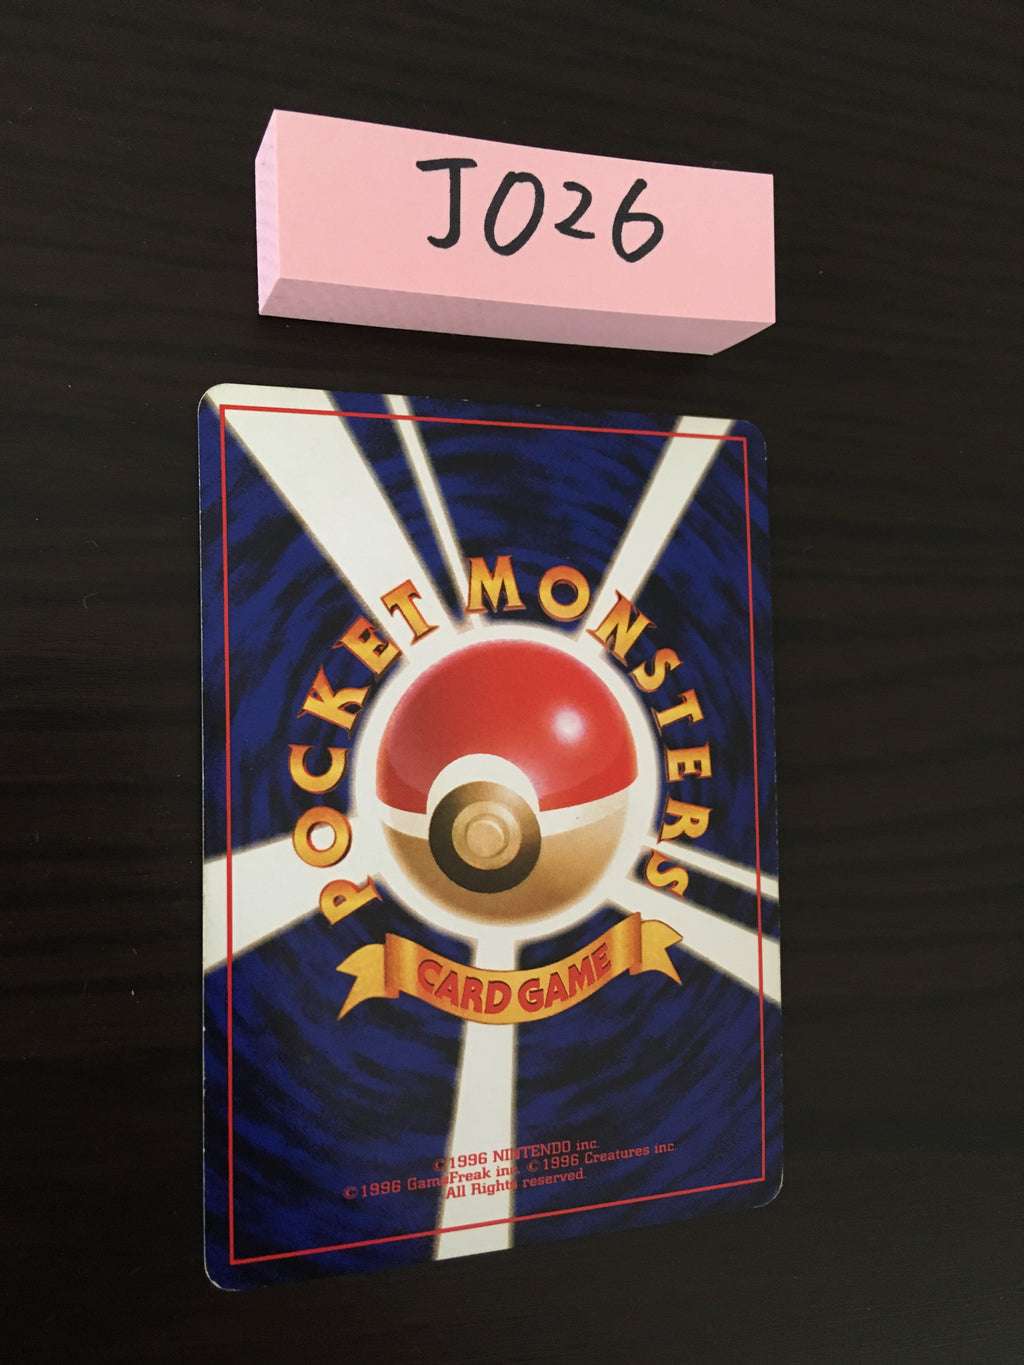 J026
POCKET MONSTERS
CARD GAME
©1996 NINTENDO inc.
©1996 GameFreak inc. ©1996 Creatures inc.
All Rights reserved.